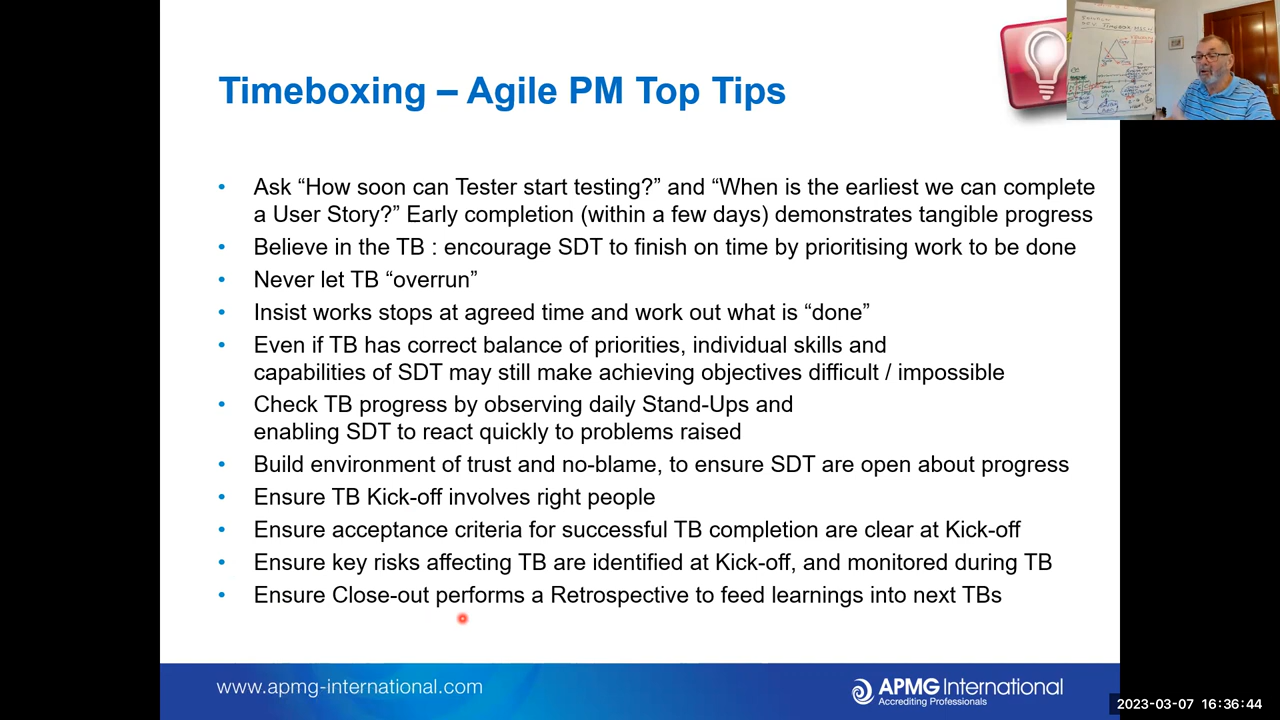 Timeboxing – Agile PM Top Tips
• Ask “How soon can Tester start testing?” and “When is the earliest we can complete
a User Story?” Early completion (within a few days) demonstrates tangible progress
• Believe in the TB : encourage SDT to finish on time by prioritising work to be done
• Never let TB “overrun”
• Insist works stops at agreed time and work out what is “done”
• Even if TB has correct balance of priorities, individual skills and
capabilities of SDT may still make achieving objectives difficult / impossible
• Check TB progress by observing daily Stand-Ups and
enabling SDT to react quickly to problems raised
• Build environment of trust and no-blame, to ensure SDT are open about progress
• Ensure TB Kick-off involves right people
• Ensure acceptance criteria for successful TB completion are clear at Kick-off
• Ensure key risks affecting TB are identified at Kick-off, and monitored during TB
• Ensure Close-out performs a Retrospective to feed learnings into next TBs
www.apmg-international.com
APMG International
Accrediting Professionals
2023-03-07 16:36:44